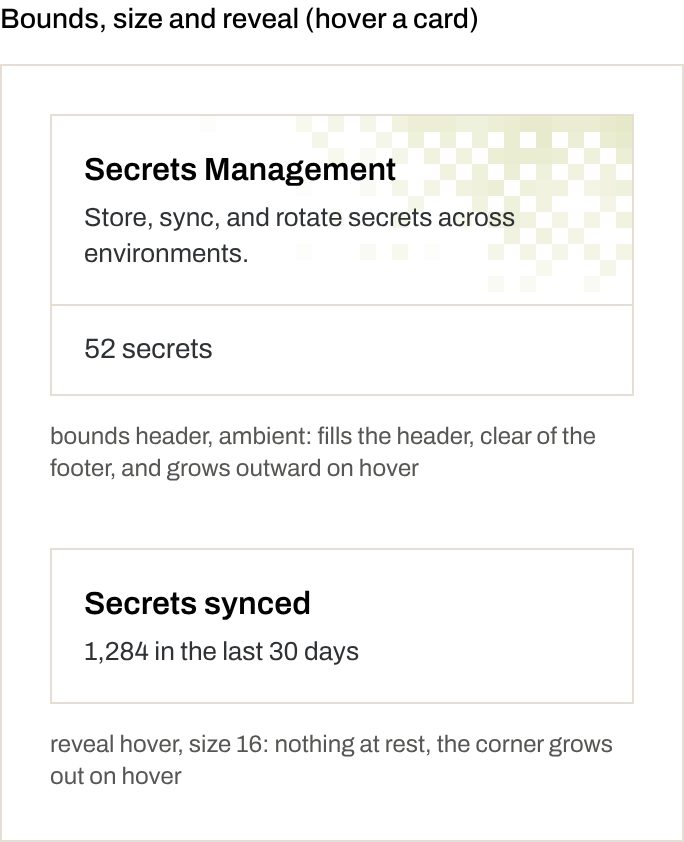 Bounds, size and reveal (hover a card)
Secrets Management
Store, sync, and rotate secrets across
environments.
52 secrets
bounds header, ambient: fills the header, clear of the
footer, and grows outward on hover
Secrets synced
1,284 in the last 30 days
reveal hover, size 16: nothing at rest, the corner grows
out on hover